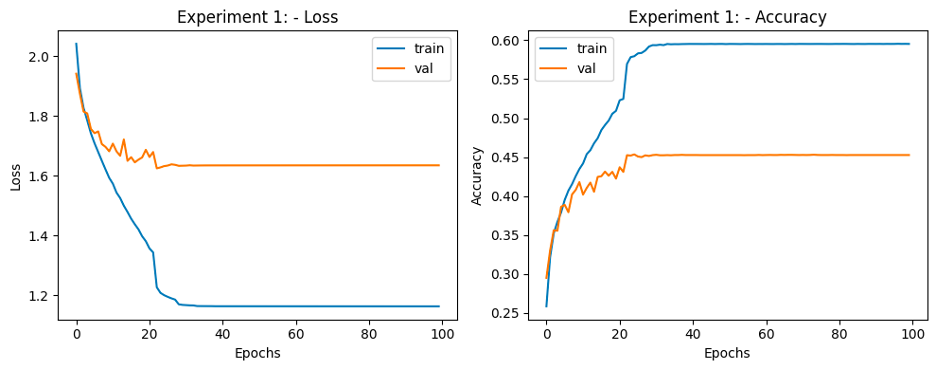 Experiment 1: - Loss
2.0
1.8
1.6
1.4
1.2
Loss
0
20
40
60
80
100
Epochs
train
val
Experiment 1: - Accuracy
0.60
0.55
0.50
0.45
0.40
0.35
0.30
0.25
Accuracy
0
20
40
60
80
100
Epochs
train
val